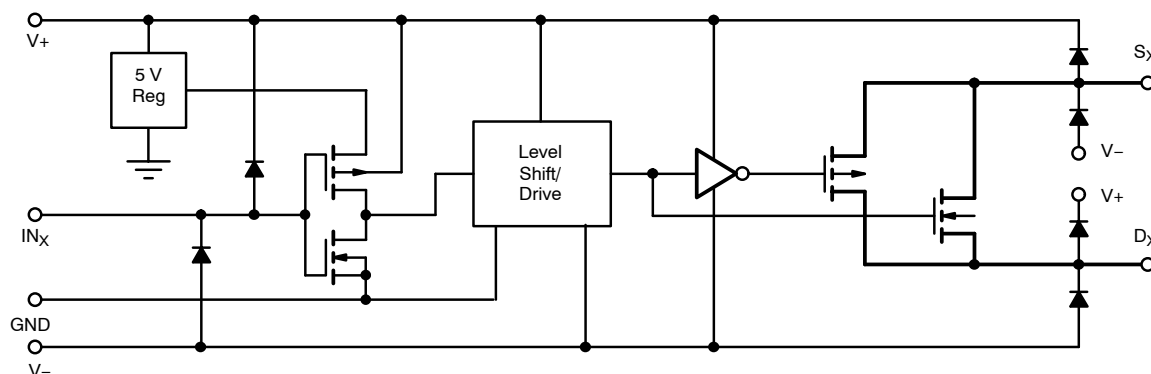 V+
5 V
Reg
Level
Shift/
Drive
SX
V−
V+
INX
DX
GND
V−